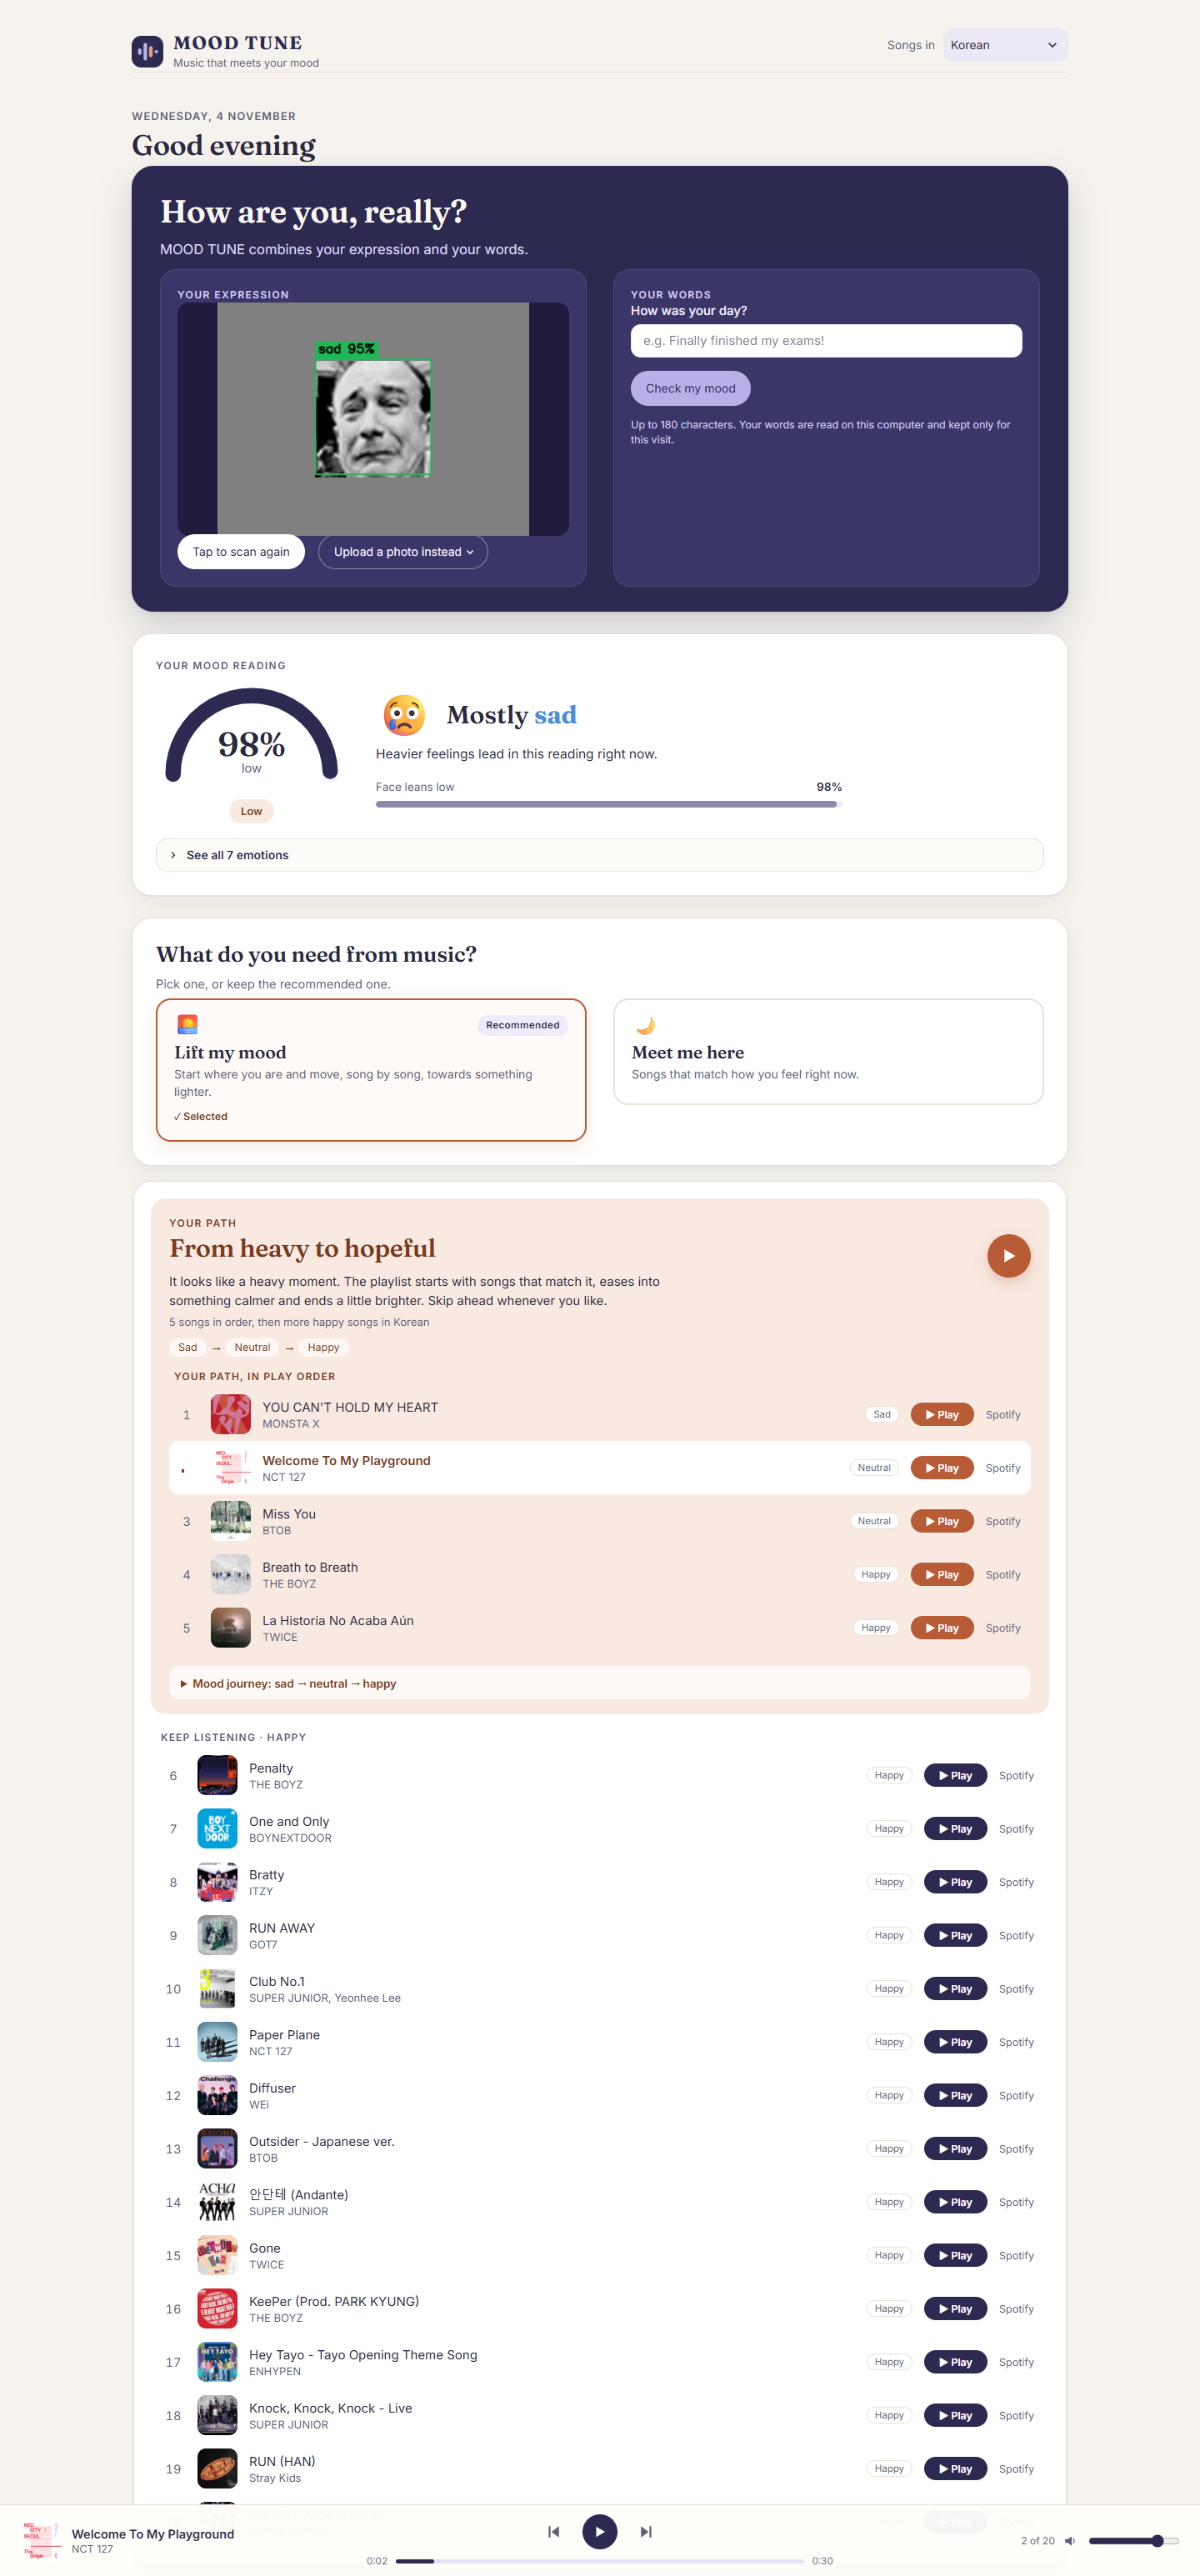 MOOD TUNE
Music that meets your mood
Songs in
Korean
WEDNESDAY, 4 NOVEMBER
Good evening
How are you, really?
MOOD TUNE combines your expression and your words.
YOUR EXPRESSION
sad 95%
Tap to scan again
Upload a photo instead
YOUR WORDS
How was your day?
e.g. Finally finished my exams!
Check my mood
Up to 180 characters. Your words are read on this computer and kept only for
this visit.
YOUR MOOD READING
98%
low
Low
Mostly sad
Heavier feelings lead in this reading right now.
Face leans low 98%
See all 7 emotions
What do you need from music?
Pick one, or keep the recommended one.
Recommended
Lift my mood
Start where you are and move, song by song, towards something
lighter.
✓ Selected
Meet me here
Songs that match how you feel right now.
YOUR PATH
From heavy to hopeful
It looks like a heavy moment. The playlist starts with songs that match it, eases into
something calmer and ends a little brighter. Skip ahead whenever you like.
5 songs in order, then more happy songs in Korean
Sad → Neutral → Happy
YOUR PATH, IN PLAY ORDER
1 YOU CAN'T HOLD MY HEART Sad ▶ Play Spotify
MONSTA X
Welcome To My Playground Neutral ▶ Play Spotify
NCT 127
3 Miss You Neutral ▶ Play Spotify
BTOB
4 Breath to Breath Happy ▶ Play Spotify
THE BOYZ
5 La Historia No Acaba Aún Happy ▶ Play Spotify
TWICE
▶ Mood journey: sad → neutral → happy
KEEP LISTENING · HAPPY
6 Penalty Happy ▶ Play Spotify
THE BOYZ
7 One and Only Happy ▶ Play Spotify
BOYNEXTDOOR
8 Bratty Happy ▶ Play Spotify
ITZY
9 RUN AWAY Happy ▶ Play Spotify
GOT7
10 Club No.1 Happy ▶ Play Spotify
SUPER JUNIOR, Yeonhee Lee
11 Paper Plane Happy ▶ Play Spotify
NCT 127
12 Diffuser Happy ▶ Play Spotify
WEi
13 Outsider - Japanese ver. Happy ▶ Play Spotify
BTOB
14 안단테 (Andante) Happy ▶ Play Spotify
SUPER JUNIOR
15 Gone Happy ▶ Play Spotify
TWICE
16 KeePer (Prod. PARK KYUNG) Happy ▶ Play Spotify
THE BOYZ
17 Hey Tayo - Tayo Opening Theme Song Happy ▶ Play Spotify
ENHYPEN
18 Knock, Knock, Knock - Live Happy ▶ Play Spotify
SUPER JUNIOR
19 RUN (HAN) Happy ▶ Play Spotify
Stray Kids
Welcome To My Playground
NCT 127
0:02
0:30
2 of 20